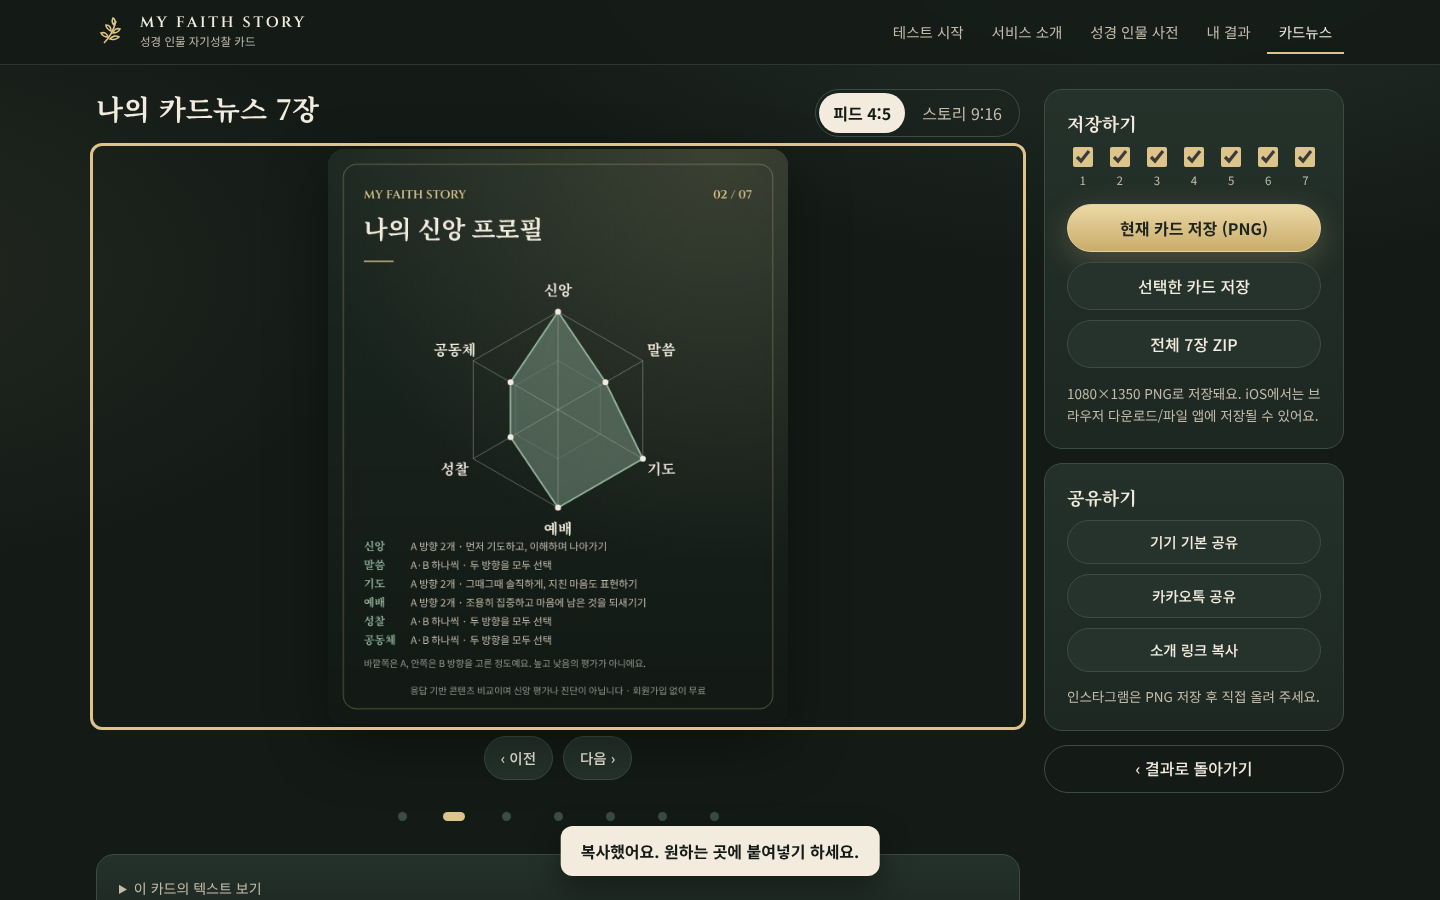 MY FAITH STORY
성경 인물 자기성찰 카드
테스트 시작
서비스 소개
성경 인물 사전
내 결과
카드뉴스
나의 카드뉴스 7장
피드 4:5
스토리 9:16
MY FAITH STORY
02 / 07
나의 신앙 프로필
신앙
공동체
말씀
성찰
기도
예배
신앙 A 방향 2개 · 먼저 기도하고, 이해하며 나아가기
말씀 A·B 하나씩 · 두 방향을 모두 선택
기도 A 방향 2개 · 그때그때 솔직하게, 지친 마음도 표현하기
예배 A 방향 2개 · 조용히 집중하고 마음에 남은 것을 되새기기
성찰 A·B 하나씩 · 두 방향을 모두 선택
공동체 A·B 하나씩 · 두 방향을 모두 선택
바깥쪽은 A, 안쪽은 B 방향을 고른 정도예요. 높고 낮음의 평가가 아니에요.
응답 기반 콘텐츠 비교이며 신앙 평가나 진단이 아닙니다 · 회원가입 없이 무료
‹ 이전
다음 ›
▶ 이 카드의 텍스트 보기
저장하기
1 2 3 4 5 6 7
현재 카드 저장 (PNG)
선택한 카드 저장
전체 7장 ZIP
1080×1350 PNG로 저장돼요. iOS에서는 브
라우저 다운로드/파일 앱에 저장될 수 있어요.
공유하기
기기 기본 공유
카카오톡 공유
소개 링크 복사
인스타그램은 PNG 저장 후 직접 올려 주세요.
‹ 결과로 돌아가기
복사했어요. 원하는 곳에 붙여넣기 하세요.